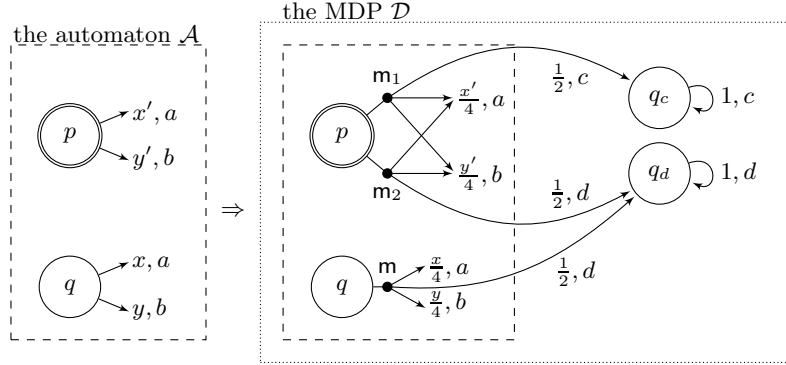 the MDP 𝒟
the automaton 𝒜
m₁
x′, a
p
y′, b
x, a
q
y, b
⇒
p
x′/4, a
y′/4, b
m₂
1/2, c
q_c
1, c
1/2, d
q_d
1, d
m
q
x/4, a
y/4, b
1/2, d